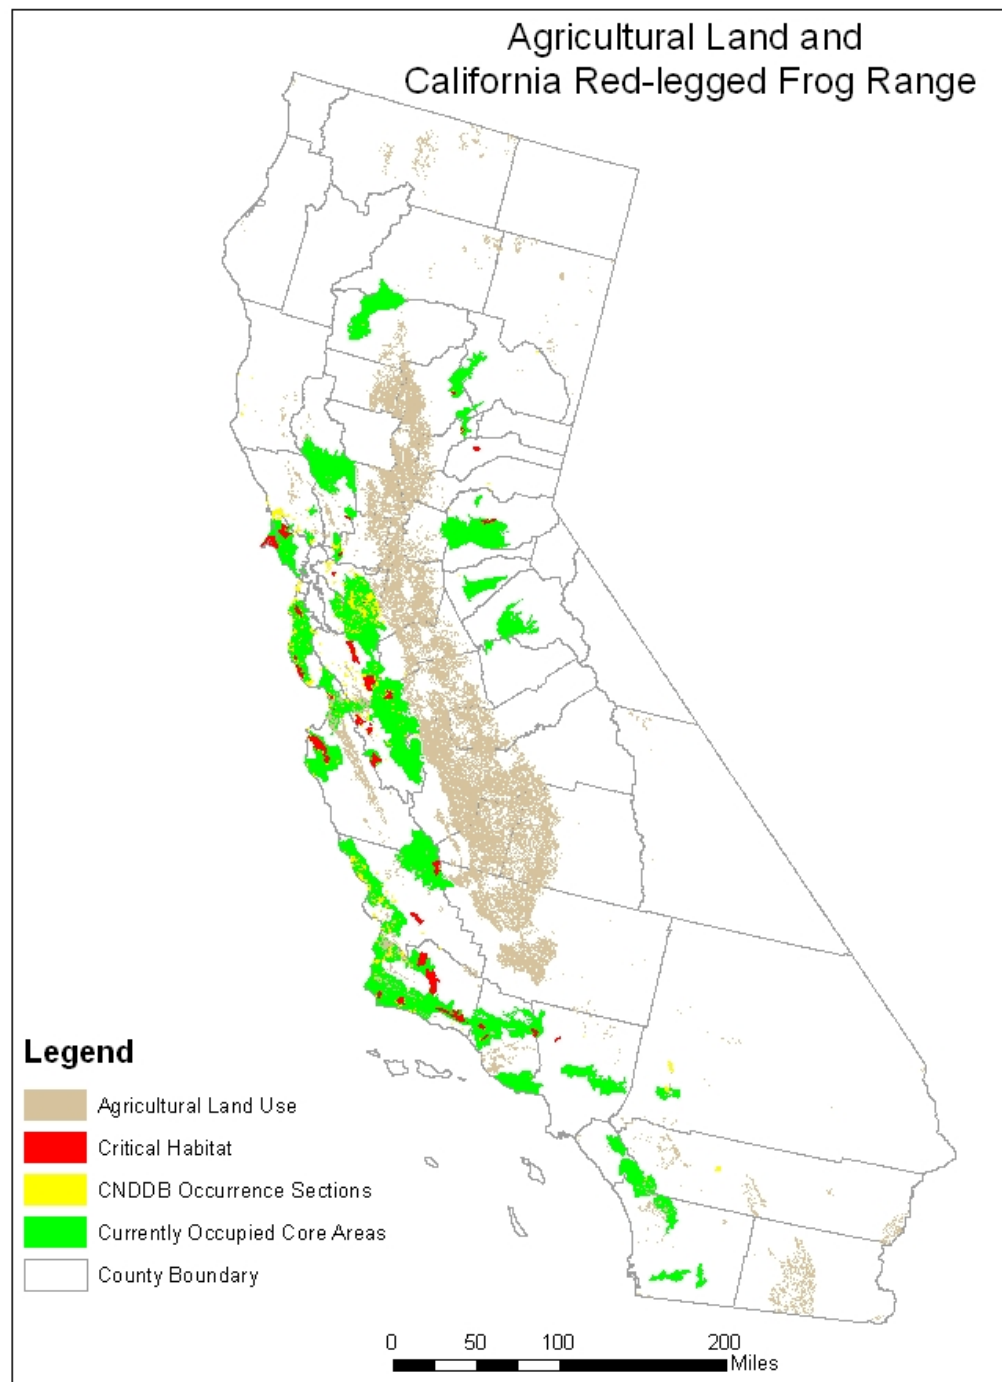 Agricultural Land and
California Red-legged Frog Range
Legend
Agricultural Land Use
Critical Habitat
CNDDB Occurrence Sections
Currently Occupied Core Areas
County Boundary
0 50 100 200
Miles